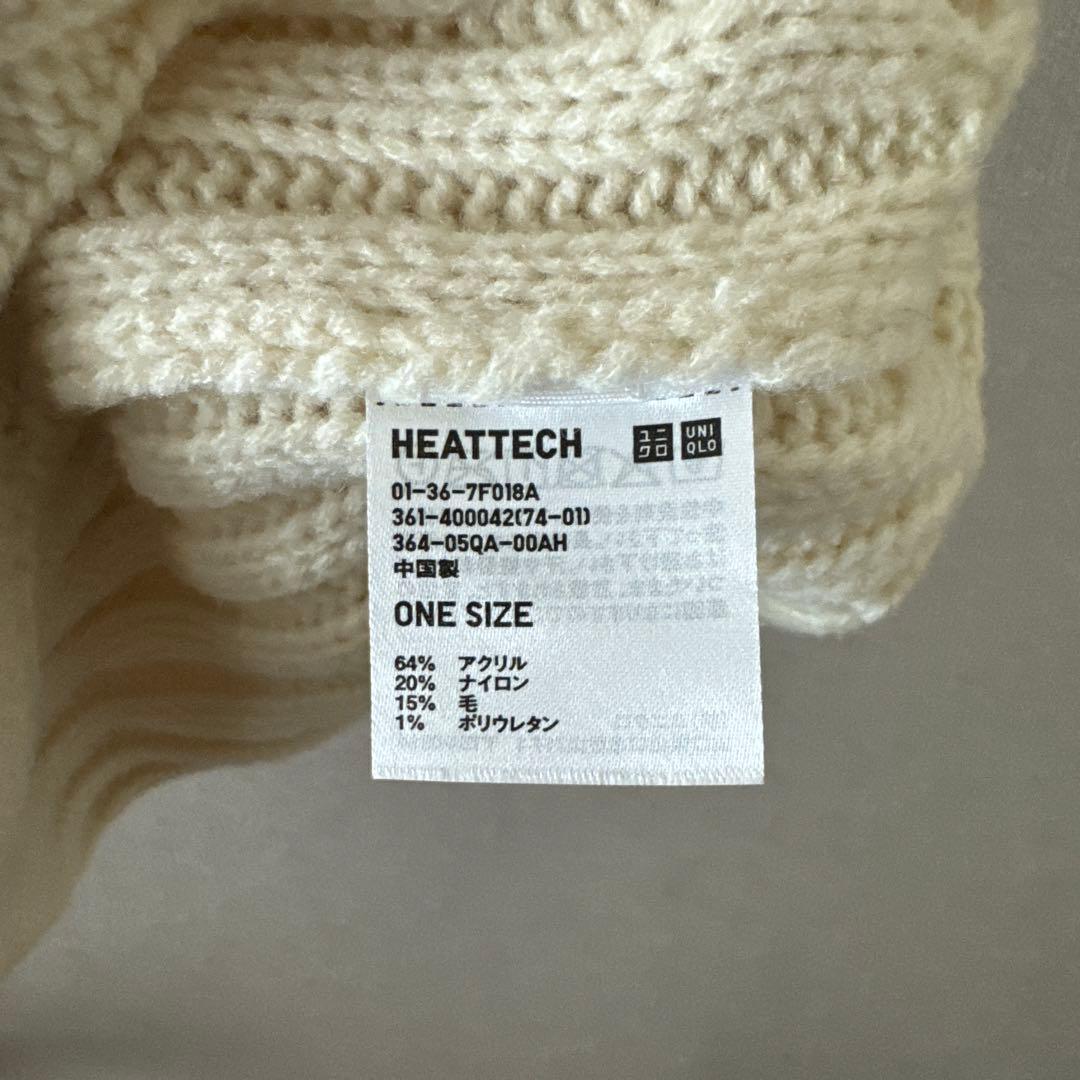 HEATTECH
ユニクロ
UNIQLO
01-36-7F018A
361-400042(74-01)
364-05QA-00AH
中国製
ONE SIZE
64% アクリル
20% ナイロン
15% 毛
1% ポリウレタン